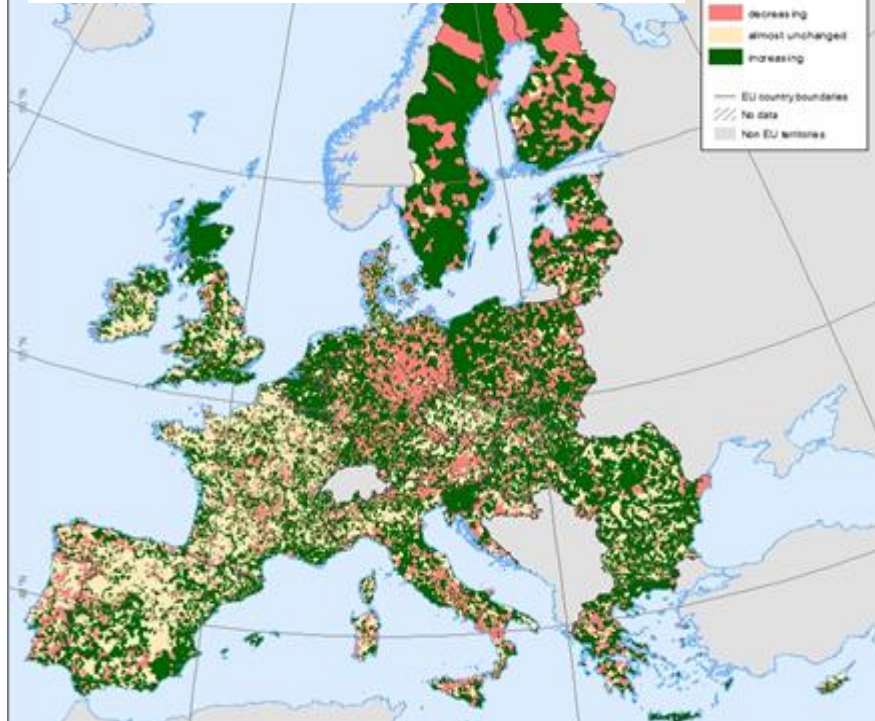 decreasing
almost unchanged
increasing
EU country boundaries
No data
Non EU territories